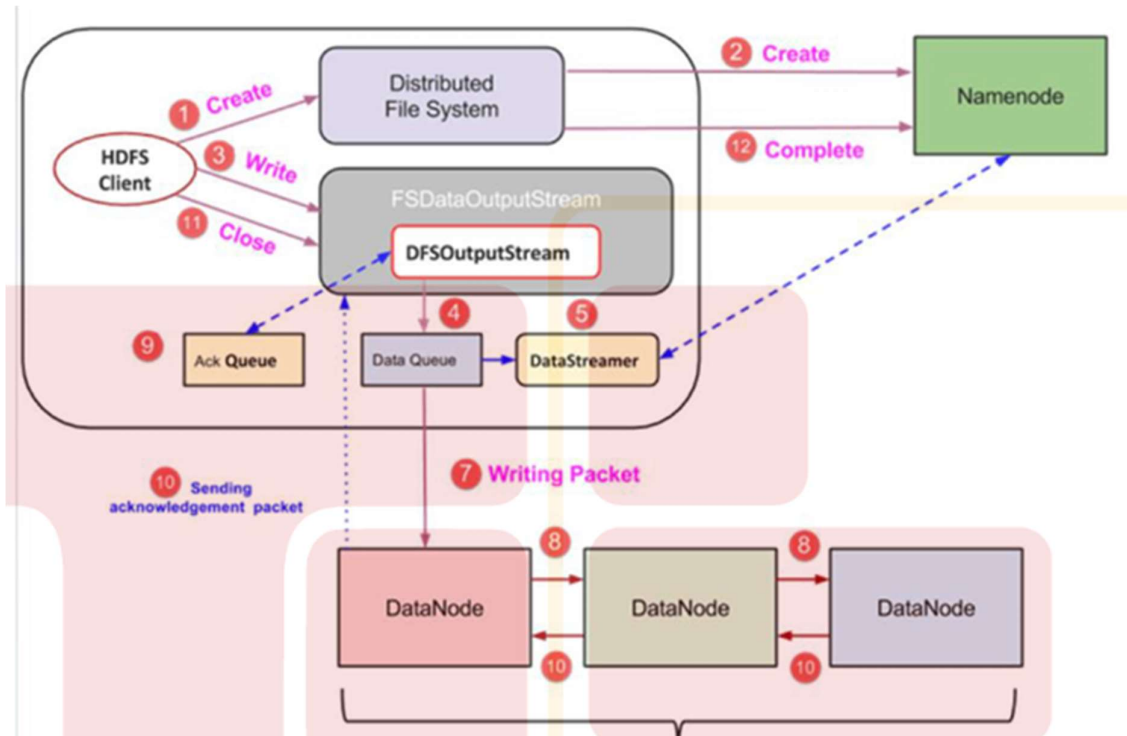 2 Create
Distributed
File System
Namenode
1 Create
HDFS
Client
3 Write
12 Complete
11 Close
FSDataOutputStream
DFSOutputStream
4
5
9
Ack Queue
Data Queue
DataStreamer
7 Writing Packet
10 Sending
acknowledgement packet
8
8
DataNode
DataNode
DataNode
10
10